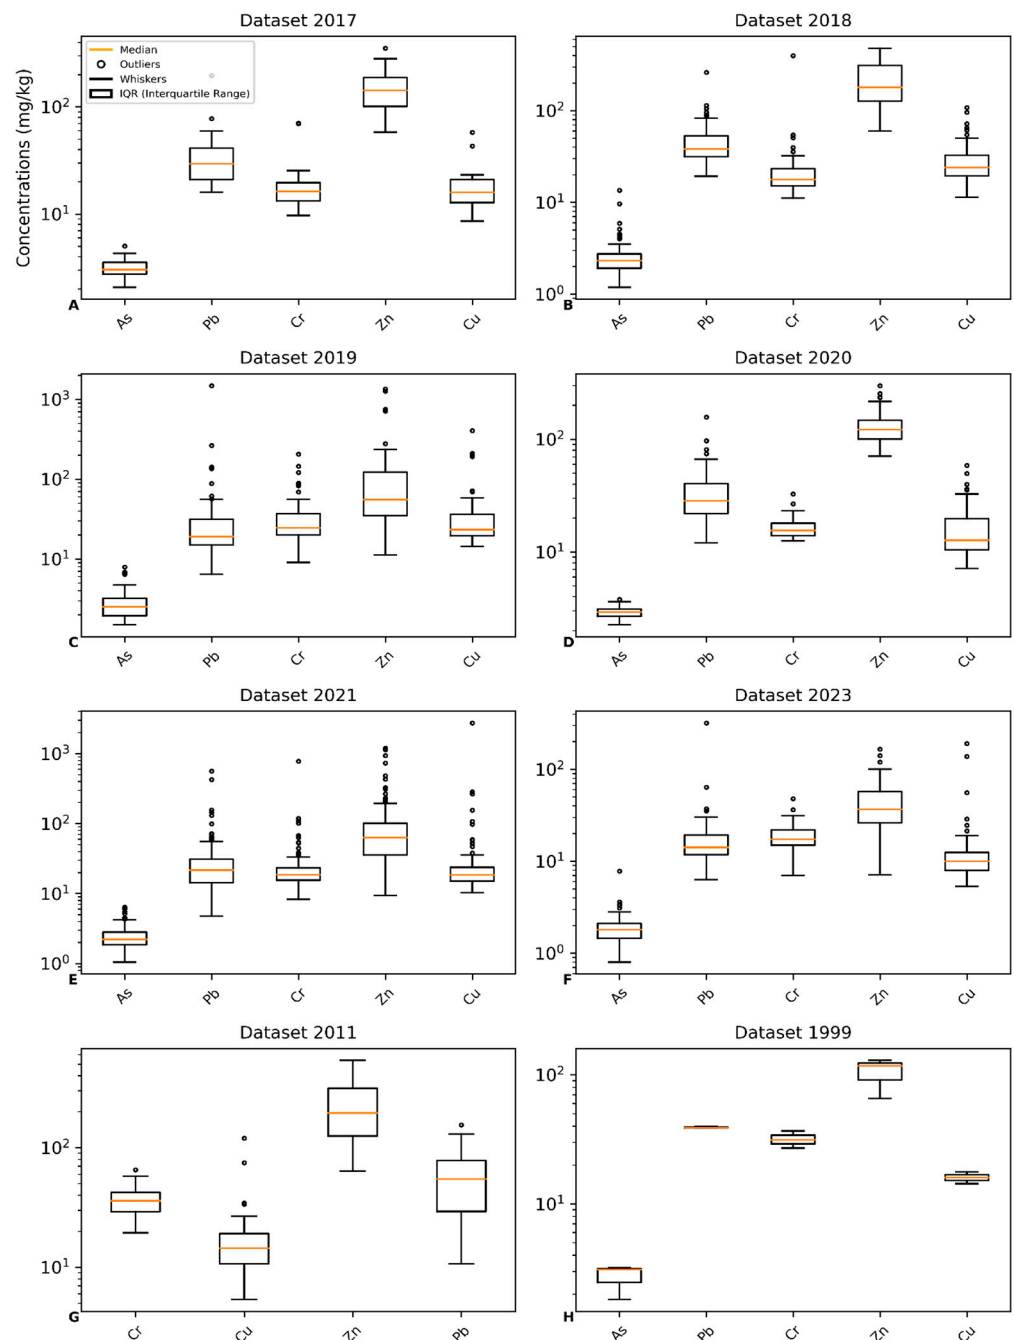 Dataset 2017
Dataset 2018
Concentrations (mg/kg)
Median
Outliers
Whiskers
IQR (Interquartile Range)
10²
10¹
10²
10¹
10⁰
A
As
Pb
Cr
Zn
Cu
B
As
Pb
Cr
Zn
Cu
Dataset 2019
Dataset 2020
10³
10²
10¹
10²
10¹
C
As
Pb
Cr
Zn
Cu
D
As
Pb
Cr
Zn
Cu
Dataset 2021
Dataset 2023
10³
10²
10¹
10⁰
10²
10¹
10⁰
E
As
Pb
Cr
Zn
Cu
F
As
Pb
Cr
Zn
Cu
Dataset 2011
Dataset 1999
10²
10¹
10²
10¹
G
Cr
Cu
Zn
Pb
H
As
Pb
Cr
Zn
Cu